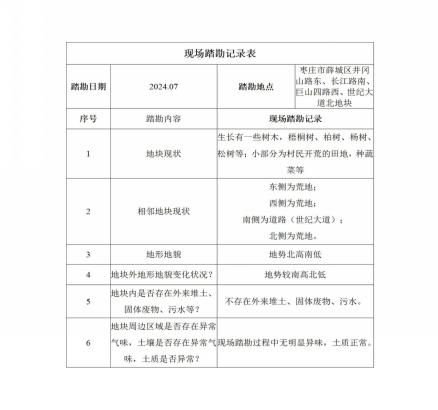 现场踏勘记录表
踏勘日期 2024.07 踏勘地点 枣庄市薛城区井冈
山路东、长江路南、
巨山四路西、世纪大
道北地块
序号 踏勘内容 现场踏勘记录
1 地块现状 生长有一些树木，梧桐树、柏树、杨树、
松树等；小部分为村民开荒的田地，种蔬
菜等
2 相邻地块现状 东侧为荒地；
西侧为荒地；
南侧为道路（世纪大道）；
北侧为荒地。
3 地形地貌 地势北高南低
4 地块外地形地貌变化状况？ 地势较南高北低
5 地块内是否存在外来堆土、
固体废物、污水等？ 不存在外来堆土、固体废物、污水。
6 地块周边区域是否存在异常
气味，土壤是否存在异常气
味，土质是否异常？ 现场踏勘过程中无明显异味，土质正常。